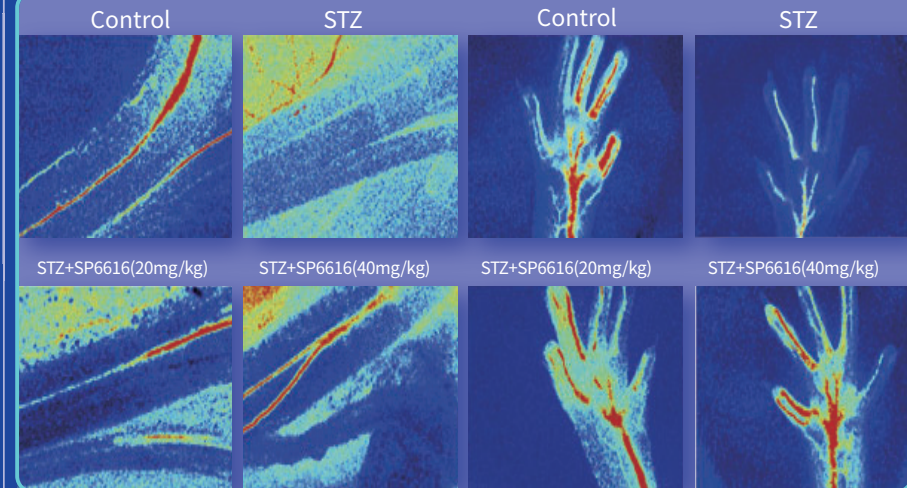 Control STZ Control STZ
STZ+SP6616(20mg/kg) STZ+SP6616(40mg/kg) STZ+SP6616(20mg/kg) STZ+SP6616(40mg/kg)